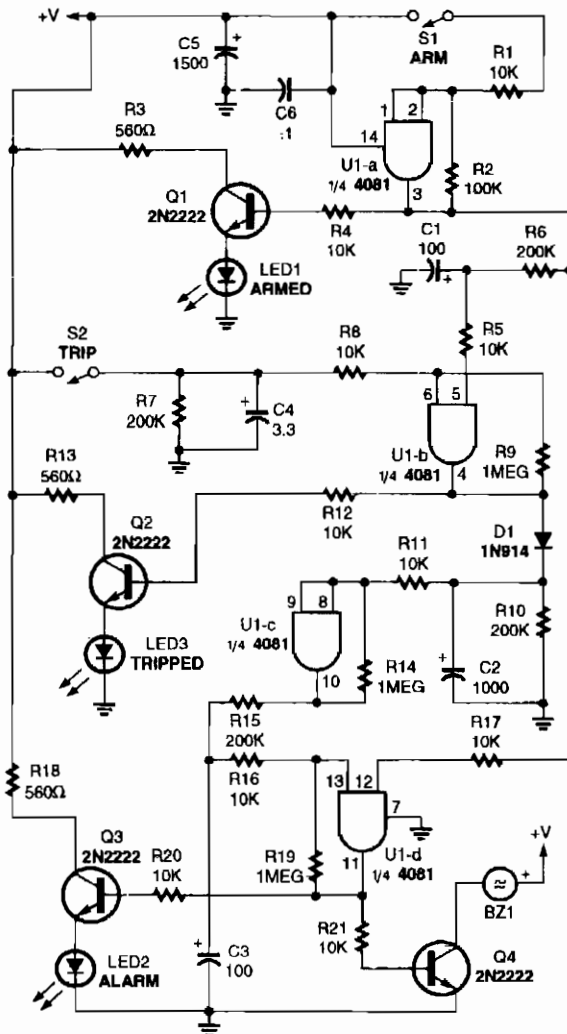 +V
C5
1500
+
S1
ARM
R1
10K
C6
.1
R3
560Ω
1
2
14
U1-a
1/4 4081
3
R2
100K
Q1
2N2222
R4
10K
C1
100
+
R6
200K
LED1
ARMED
S2
TRIP
R8
10K
R5
10K
R7
200K
+
C4
3.3
6
5
U1-b
1/4 4081
4
R9
1MEG
R13
560Ω
Q2
2N2222
R12
10K
D1
1N914
R11
10K
9
8
U1-c
1/4 4081
10
R10
200K
LED3
TRIPPED
R14
1MEG
+
C2
1000
R15
200K
R17
10K
R16
10K
R18
560Ω
13
12
7
U1-d
1/4 4081
11
+V
Q3
2N2222
R20
10K
R19
1MEG
+
BZ1
R21
10K
LED2
ALARM
+
C3
100
Q4
2N2222